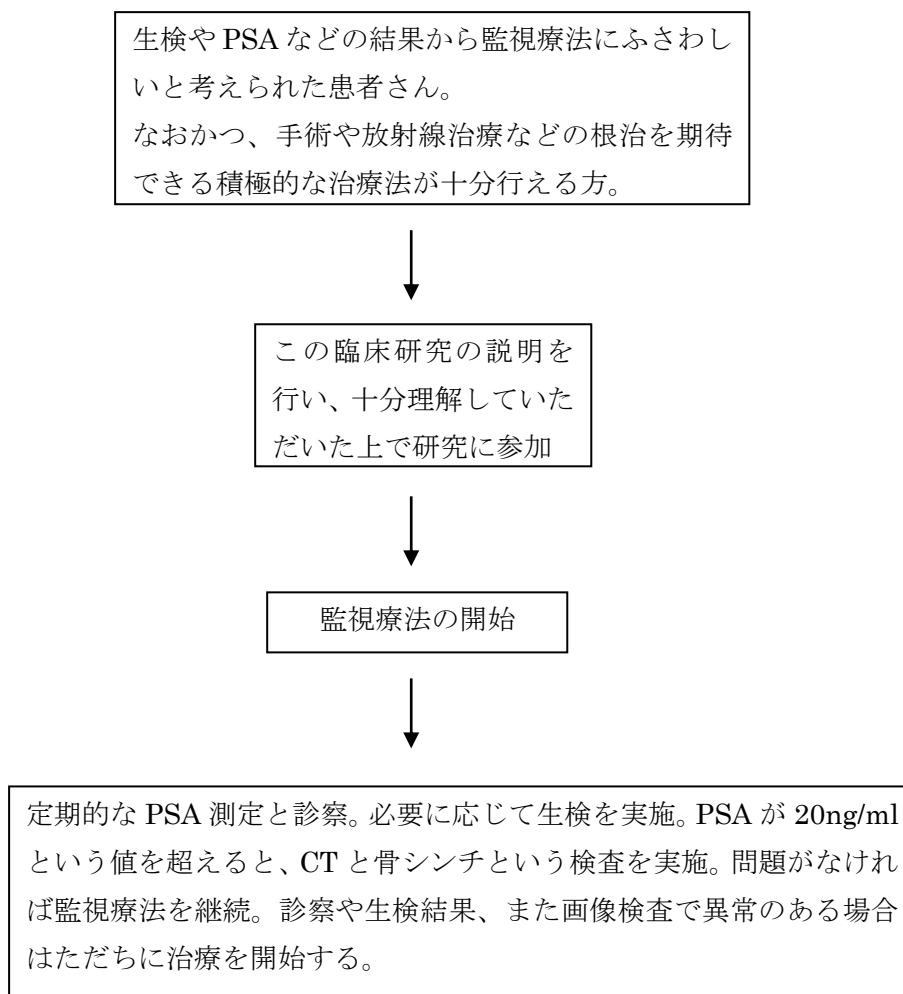 生検や PSA などの結果から監視療法にふさわし
いと考えられた患者さん。
なおかつ、手術や放射線治療などの根治を期待
できる積極的な治療法が十分行える方。
この臨床研究の説明を
行い、十分理解していた
だいた上で研究に参加
監視療法の開始
定期的な PSA 測定と診察。必要に応じて生検を実施。PSA が 20ng/ml
という値を超えると、CT と骨シンチという検査を実施。問題がなけれ
ば監視療法を継続。診察や生検結果、また画像検査で異常のある場合
はただちに治療を開始する。